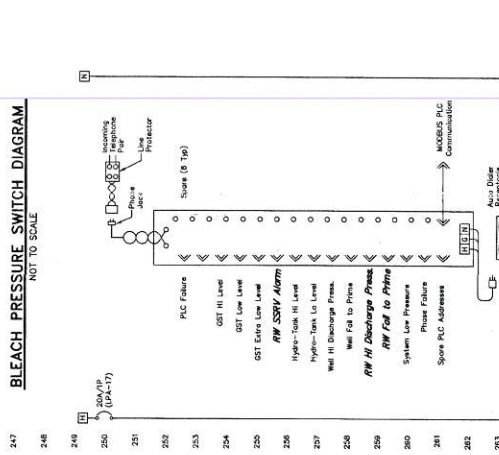 BLEACH PRESSURE SWITCH DIAGRAM
NOT TO SCALE
247
248
249
250
251
252
253
254
255
256
257
258
259
260
261
262
263
H
N
20A/1P
(LPA-17)
Incoming
Telephone
Pair
Line
Protector
Phone
Jack
Spare (8 Typ)
PLC Failure
GST Hi Level
GST Low Level
GST Extra Low Level
RW SSRV Alarm
Hydro-Tank Hi Level
Hydro-Tank Lo Level
Well Hi Discharge Press.
Well Fail to Prime
RW Hi Discharge Press.
RW Fail to Prime
System Low Pressure
Phase Failure
Spare PLC Addresses
MODBUS PLC
Communication
H G N
Auto Dialer
Receptacle